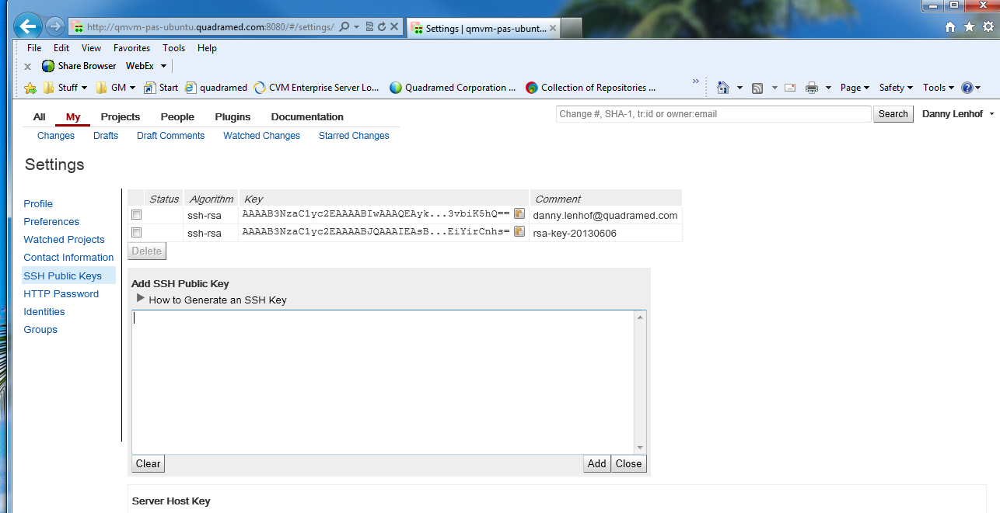 http://qmvm-pas-ubuntu.quadramed.com:8080/#/settings/
Settings | qmvm-pas-ubunt...
File Edit View Favorites Tools Help
x Share Browser WebEx
Stuff GM Start quadramed CVM Enterprise Server Lo... Quadramed Corporation ... Collection of Repositories ... » Page Safety Tools
All My Projects People Plugins Documentation
Change #, SHA-1, tr:id or owner:email Search Danny Lenhof
Changes Drafts Draft Comments Watched Changes Starred Changes
Settings
Profile
Preferences
Watched Projects
Contact Information
SSH Public Keys
HTTP Password
Identities
Groups
Status Algorithm Key Comment
ssh-rsa AAAAB3NzaC1yc2EAAAABIwAAAQEAyk...3vbiK5hQ== danny.lenhof@quadramed.com
ssh-rsa AAAAB3NzaC1yc2EAAAABJQAAAIEAsB...EiYirCnhs= rsa-key-20130606
Delete
Add SSH Public Key
How to Generate an SSH Key
Clear Add Close
Server Host Key